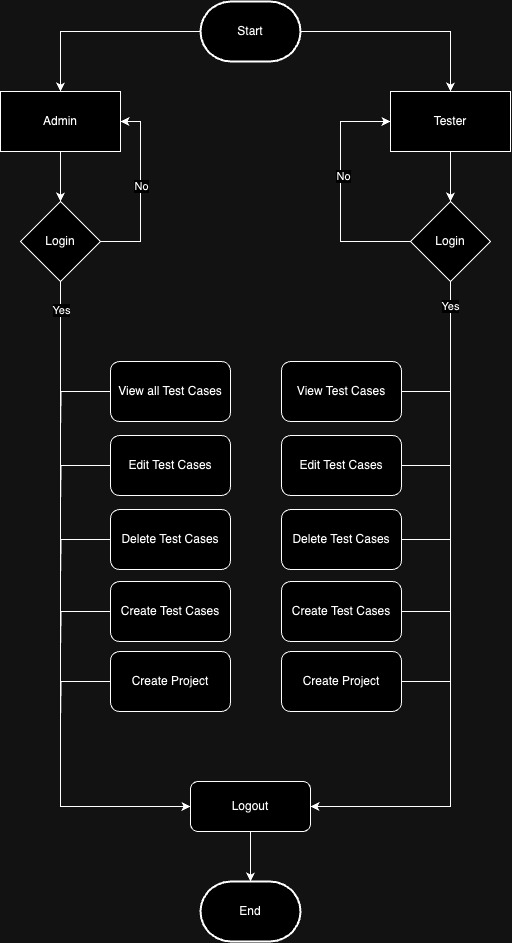 Start
Admin
Tester
No
No
Login
Login
Yes
Yes
View all Test Cases
View Test Cases
Edit Test Cases
Edit Test Cases
Delete Test Cases
Delete Test Cases
Create Test Cases
Create Test Cases
Create Project
Create Project
Logout
End